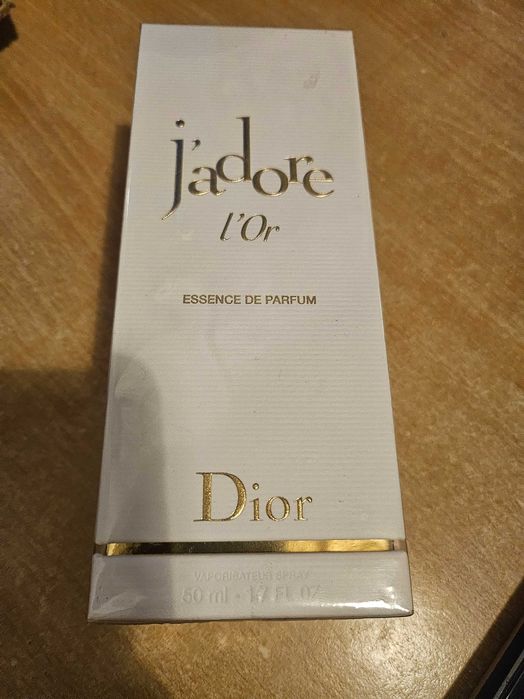 j'adore
l'Or
ESSENCE DE PARFUM
Dior
VAPORISATEUR SPRAY
50 ml - 1.7 FL OZ